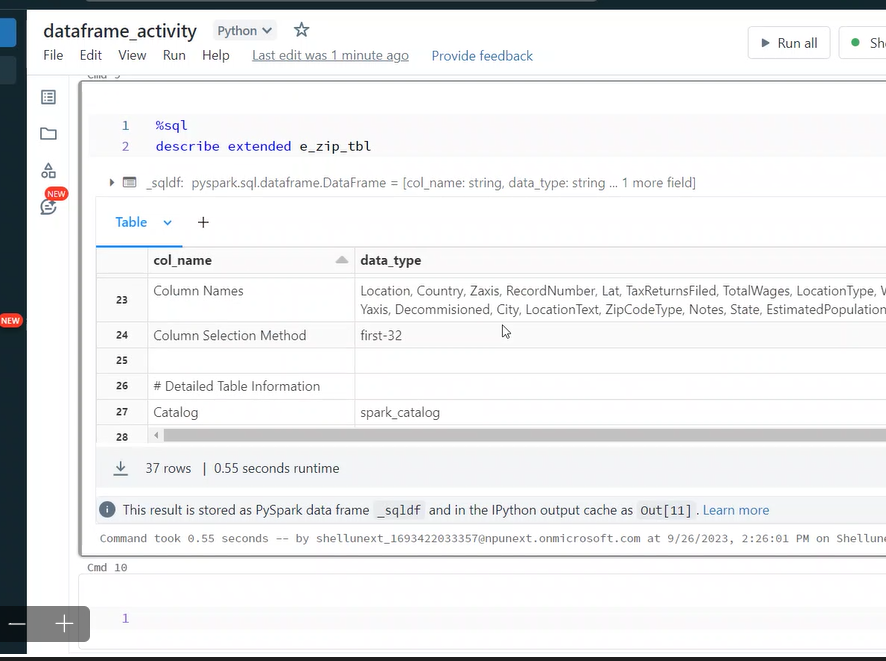 dataframe_activity Python
File Edit View Run Help Last edit was 1 minute ago Provide feedback
Run all
1 %sql
2 describe extended e_zip_tbl
_sqldf: pyspark.sql.dataframe.DataFrame = [col_name: string, data_type: string ... 1 more field]
NEW
Table +
col_name data_type
23 Column Names Location, Country, Zaxis, RecordNumber, Lat, TaxReturnsFiled, TotalWages, LocationType,
Yaxis, Decommisioned, City, LocationText, ZipCodeType, Notes, State, EstimatedPopulation
NEW
24 Column Selection Method first-32
25
26 # Detailed Table Information
27 Catalog spark_catalog
28
37 rows | 0.55 seconds runtime
This result is stored as PySpark data frame _sqldf and in the IPython output cache as Out[11] . Learn more
Command took 0.55 seconds -- by shellunext_1693422033357@npunext.onmicrosoft.com at 9/26/2023, 2:26:01 PM on
Cmd 10
1